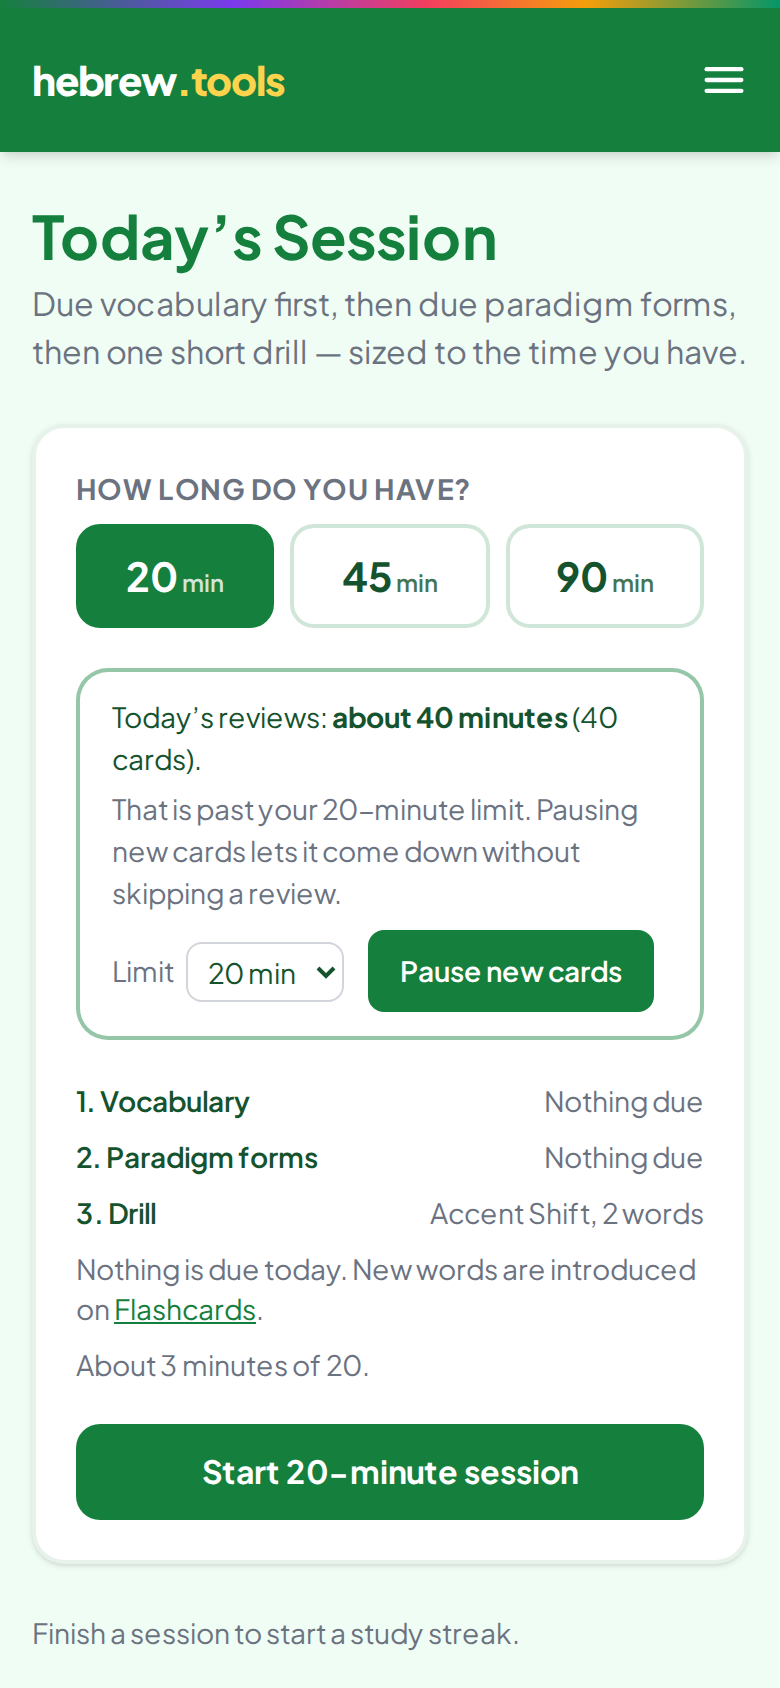 hebrew.tools
Today’s Session
Due vocabulary first, then due paradigm forms,
then one short drill — sized to the time you have.
HOW LONG DO YOU HAVE?
20 min 45 min 90 min
Today’s reviews: about 40 minutes (40
cards).
That is past your 20-minute limit. Pausing
new cards lets it come down without
skipping a review.
Limit 20 min Pause new cards
1. Vocabulary Nothing due
2. Paradigm forms Nothing due
3. Drill Accent Shift, 2 words
Nothing is due today. New words are introduced
on Flashcards.
About 3 minutes of 20.
Start 20-minute session
Finish a session to start a study streak.